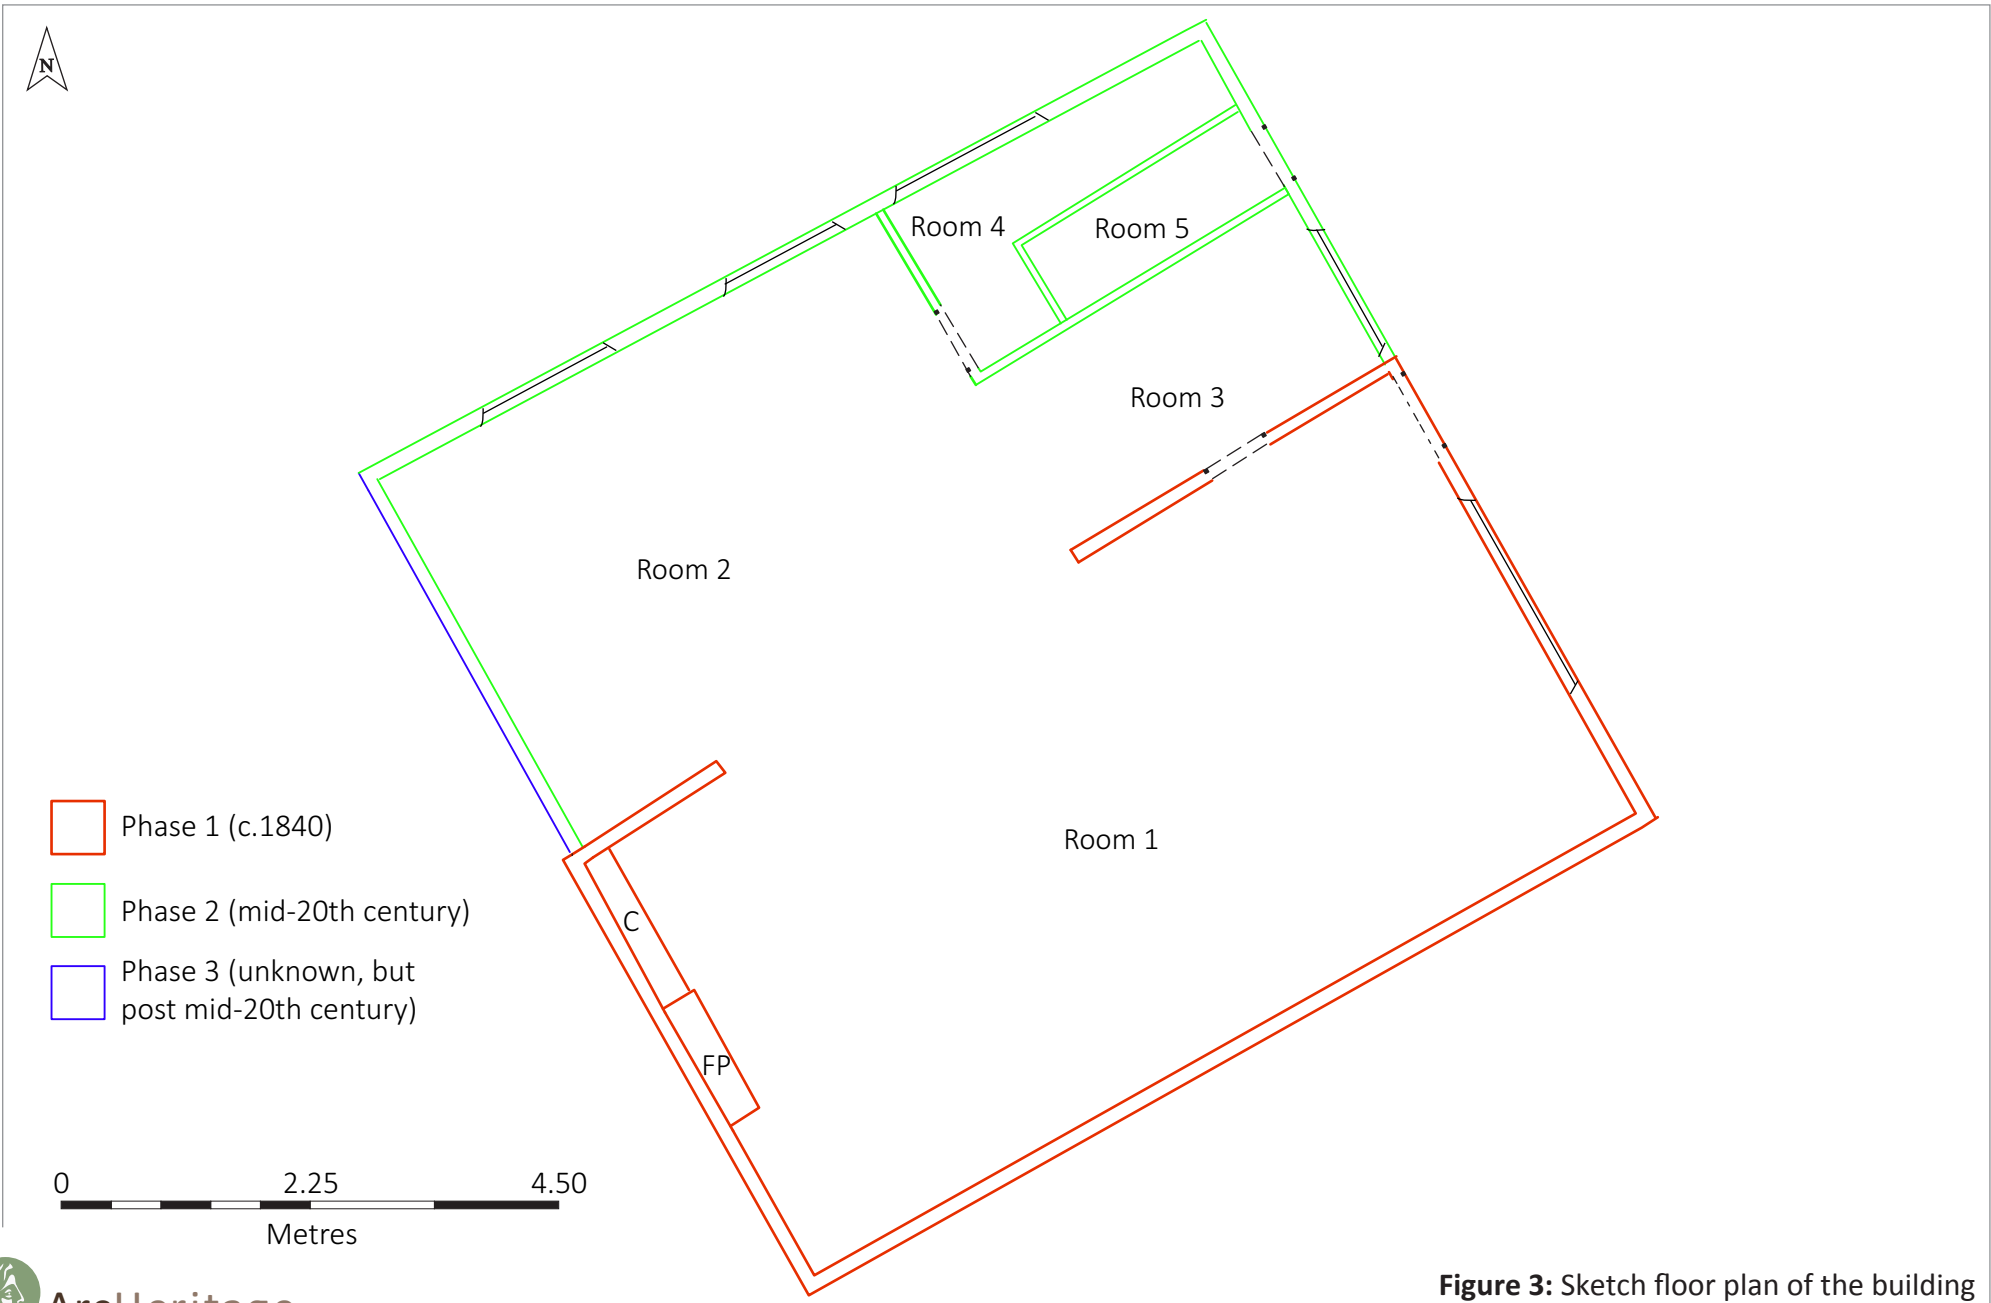 N
Room 4
Room 5
Room 3
Room 2
Room 1
C
FP
Phase 1 (c.1840)
Phase 2 (mid-20th century)
Phase 3 (unknown, but
post mid-20th century)
0 2.25 4.50
Metres
ArcHeritage
Figure 3: Sketch floor plan of the building